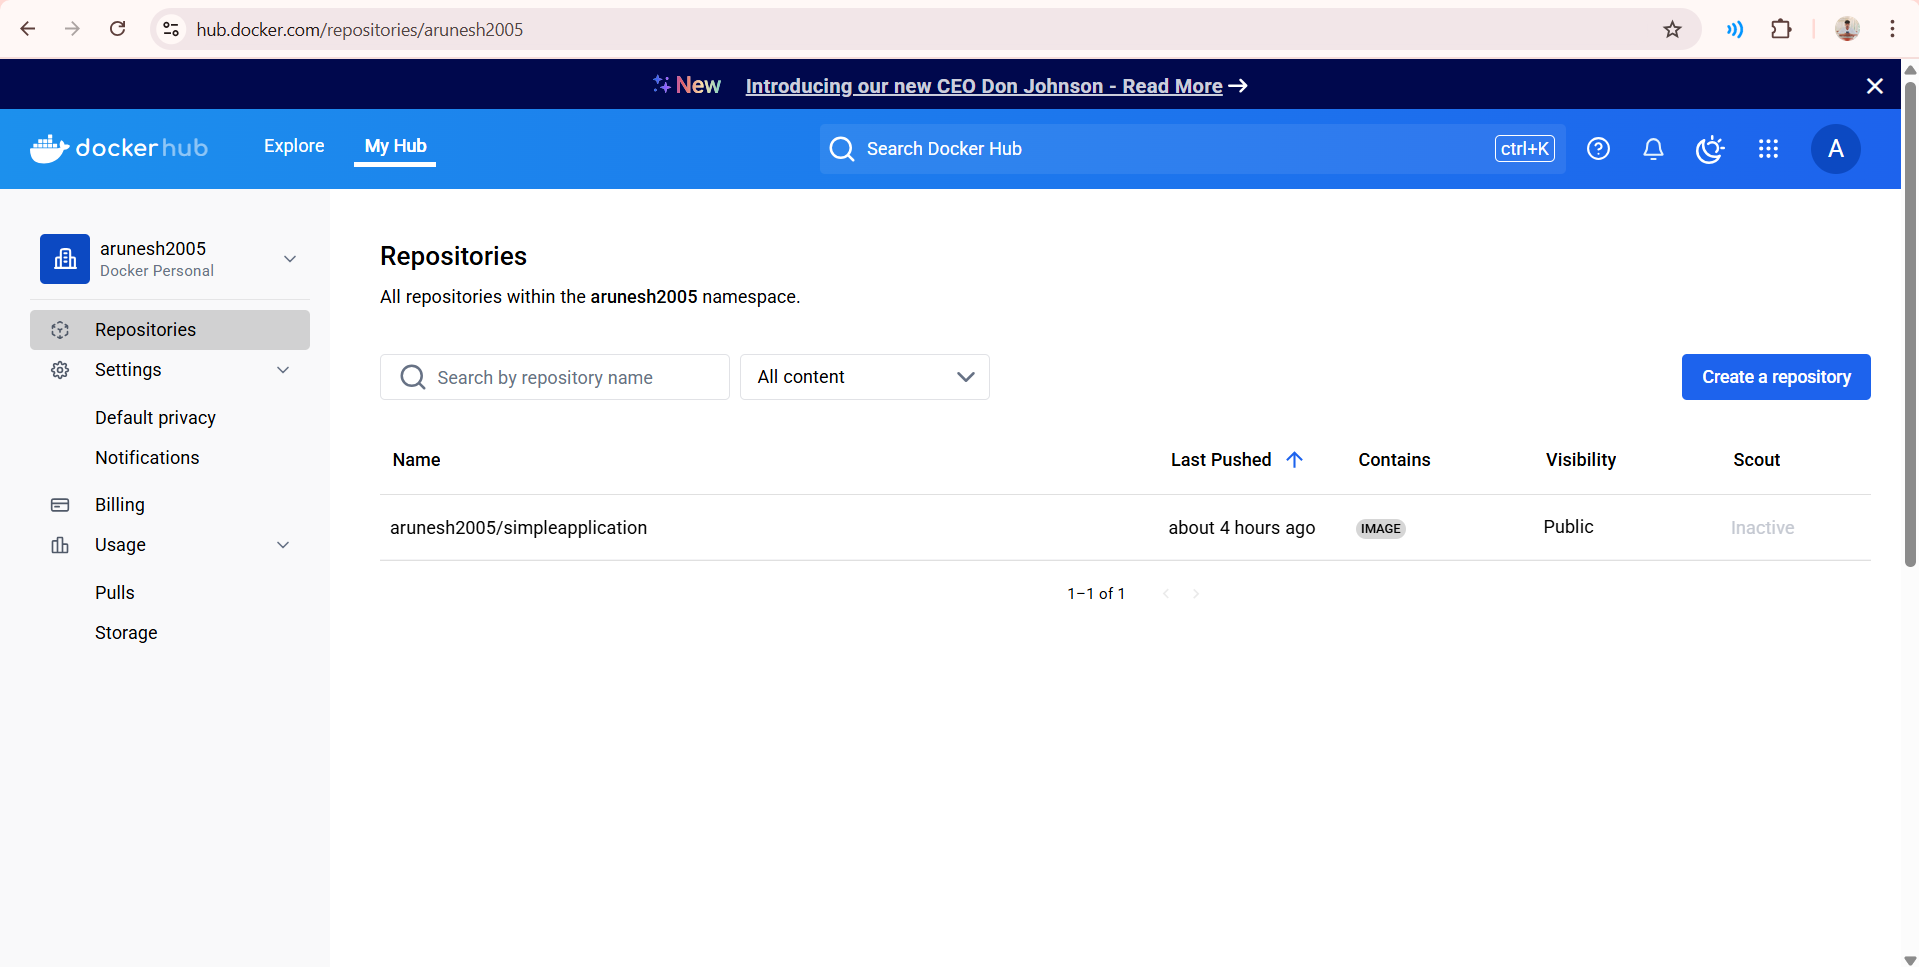 hub.docker.com/repositories/arunesh2005
New Introducing our new CEO Don Johnson - Read More
docker hub
Explore
My Hub
Search Docker Hub
ctrl+K
A
arunesh2005
Docker Personal
Repositories
Settings
Default privacy
Notifications
Billing
Usage
Pulls
Storage
Repositories
All repositories within the arunesh2005 namespace.
Search by repository name
All content
Create a repository
Name Last Pushed Contains Visibility Scout
arunesh2005/simpleapplication about 4 hours ago IMAGE Public Inactive
1–1 of 1